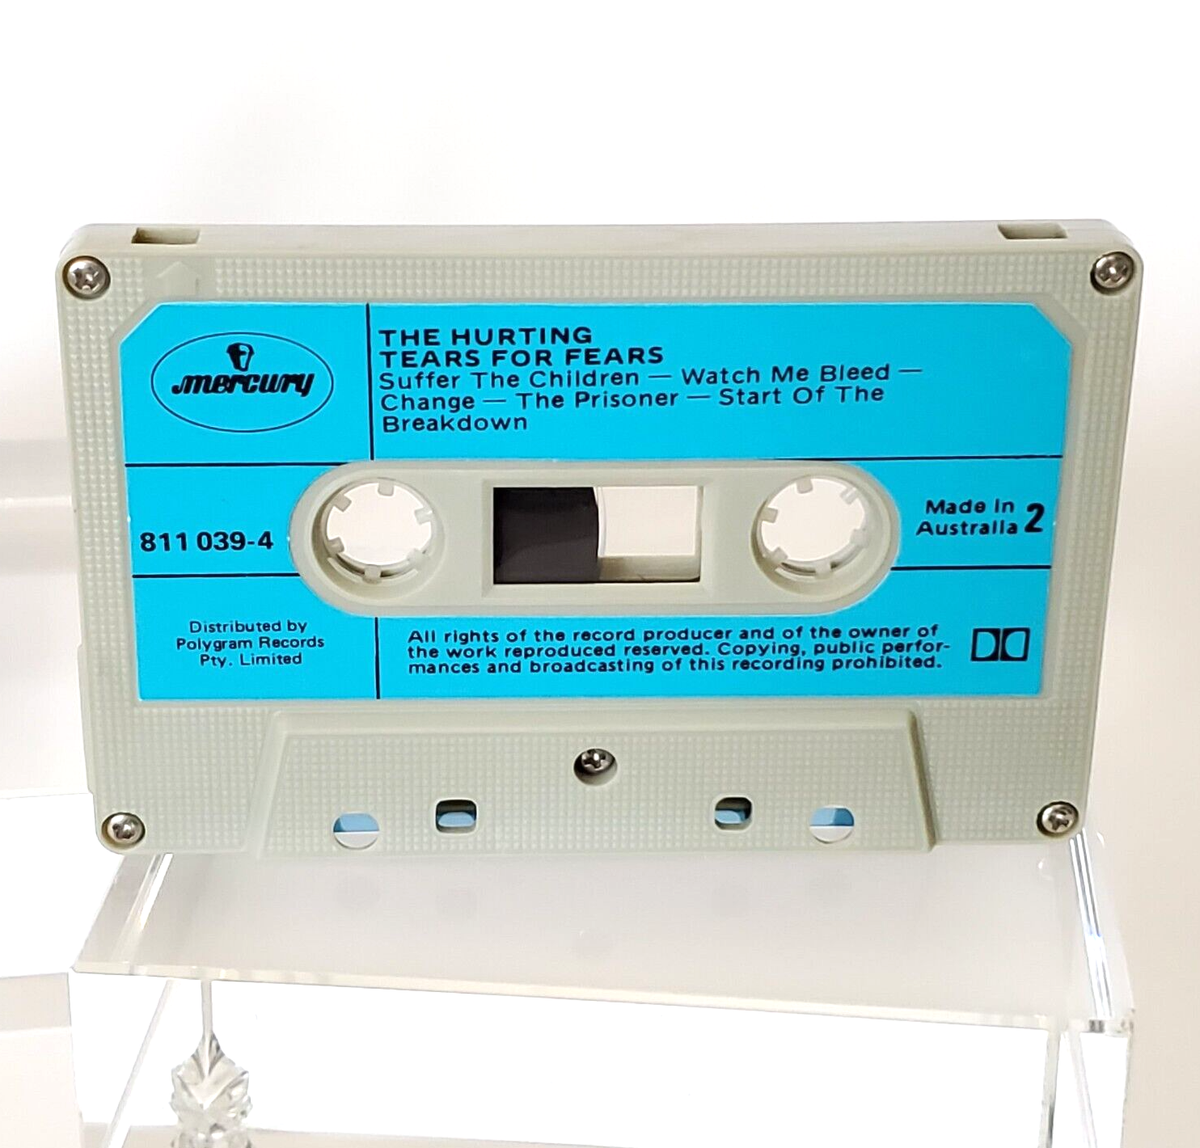 mercury
THE HURTING
TEARS FOR FEARS
Suffer The Children — Watch Me Bleed —
Change — The Prisoner — Start Of The
Breakdown
811 039-4
Made In
Australia 2
Distributed by
Polygram Records
Pty. Limited
All rights of the record producer and of the owner of
the work reproduced reserved. Copying, public perfor-
mances and broadcasting of this recording prohibited.